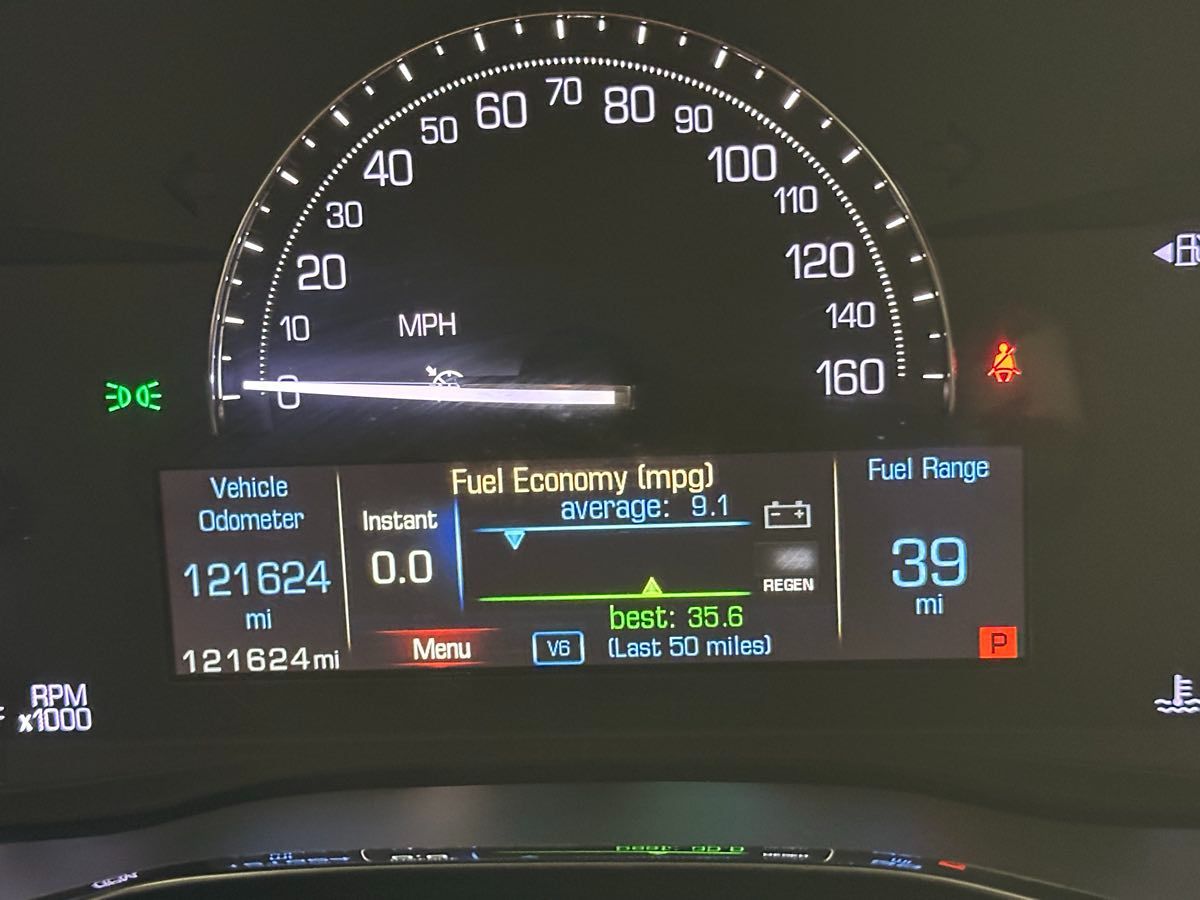 70
60 80
50 90
40 100
30 110
20 120
10 MPH 140
0 160
Vehicle
Odometer
121624
mi
121624mi
Fuel Economy (mpg)
average: 9.1
Instant
0.0
REGEN
best: 35.6
(Last 50 miles)
Menu
V6
Fuel Range
39
mi
P
RPM
x1000